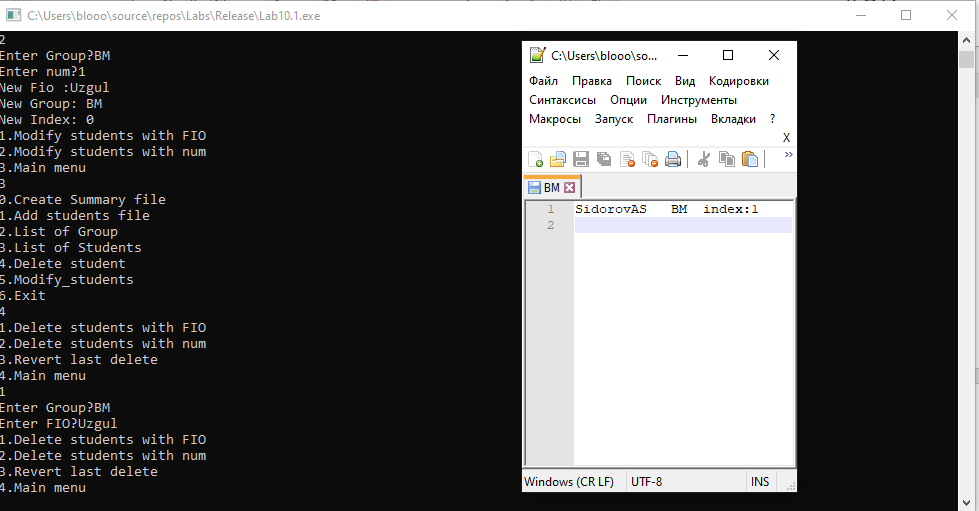 C:\Users\blooo\source\repos\Labs\Release\Lab10.1.exe
2
Enter Group?BM
Enter num?1
New Fio :Uzgul
New Group: BM
New Index: 0
1.Modify students with FIO
2.Modify students with num
3.Main menu
3
0.Create Summary file
1.Add students file
2.List of Group
3.List of Students
4.Delete student
5.Modify_students
6.Exit
4
1.Delete students with FIO
2.Delete students with num
3.Revert last delete
4.Main menu
1
Enter Group?BM
Enter FIO?Uzgul
1.Delete students with FIO
2.Delete students with num
3.Revert last delete
4.Main menu
C:\Users\blooo\so...
Файл Правка Поиск Вид Кодировки
Синтаксисы Опции Инструменты
Макросы Запуск Плагины Вкладки ?
X
BM
1 SidorovAS BM index:1
2
Windows (CR LF) UTF-8 INS